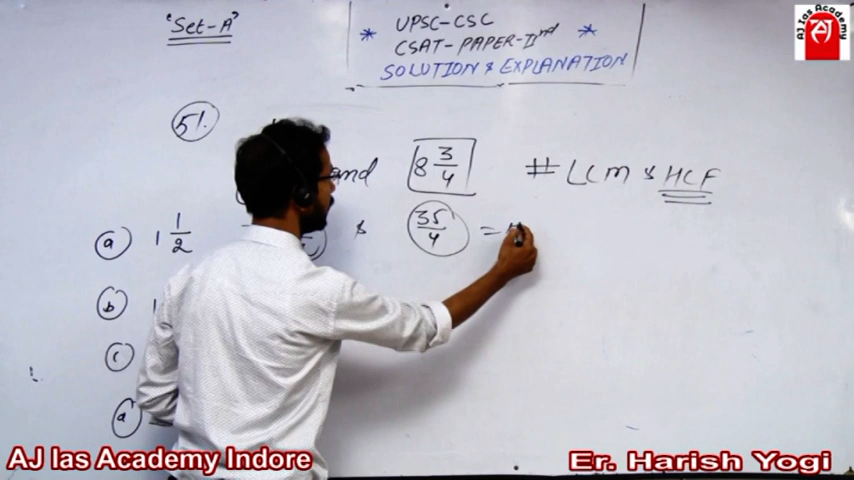 "Set-A"
* UPSC-CSC *
CSAT-PAPER-IInd
SOLUTION & EXPLANATION
AJ Ias Academy
51.
and 8 3/4 # LCM & HCF
(a) 1 1/2 & 35/4 =
(b) 1
(c)
(d)
AJ Ias Academy Indore
Er. Harish Yogi